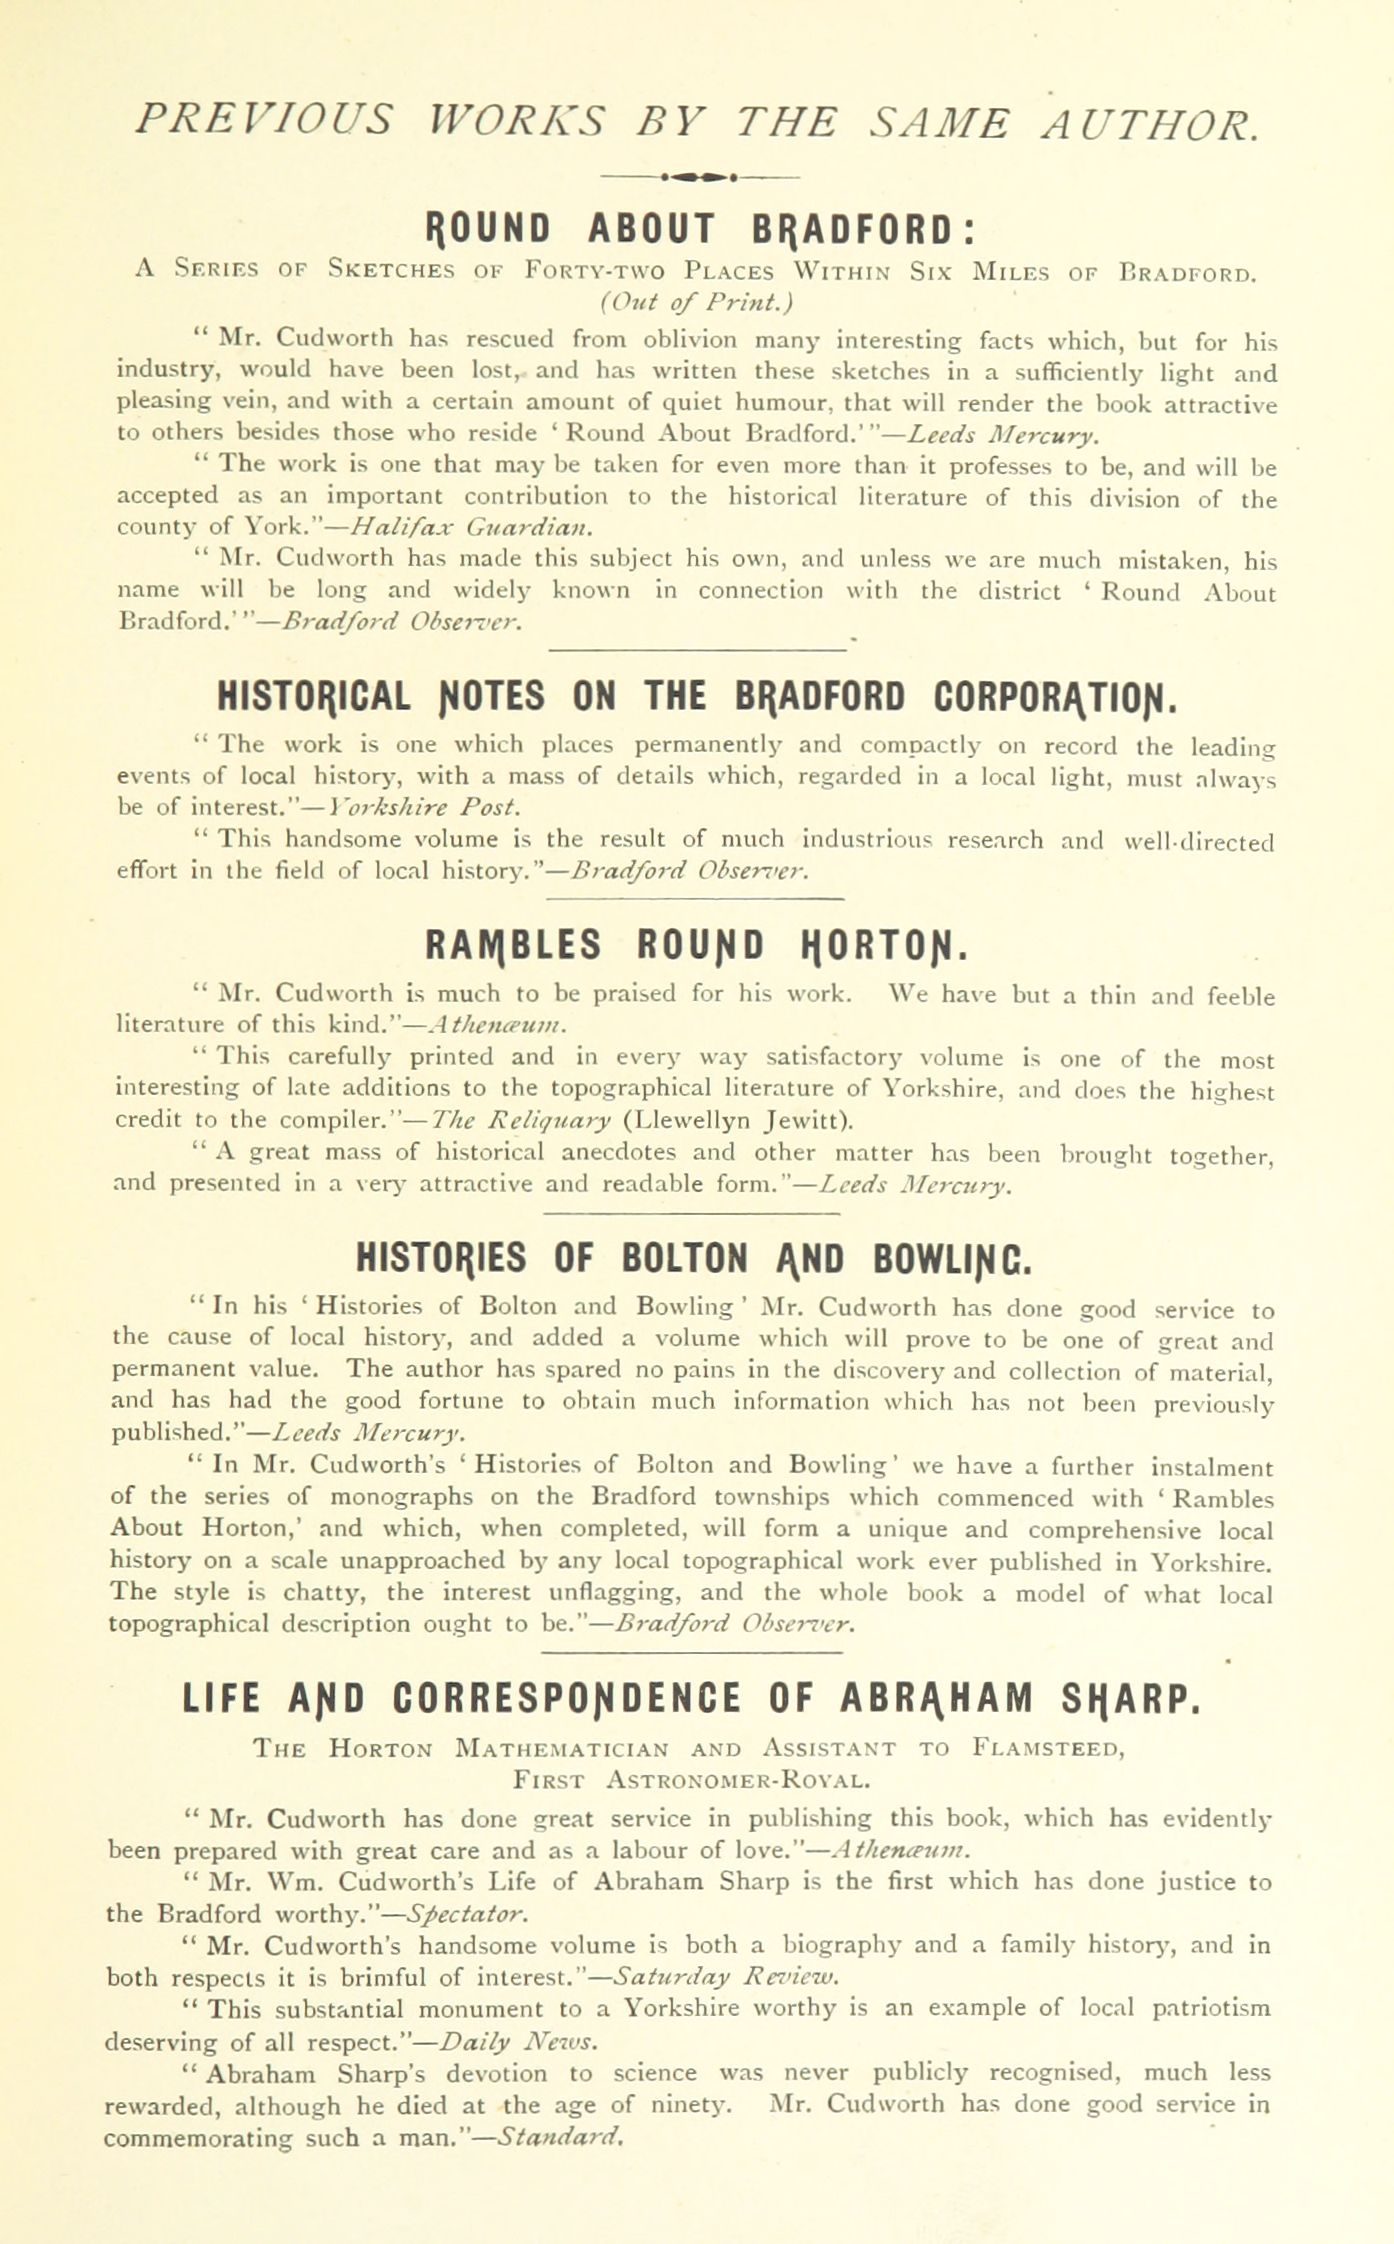 PREVIOUS WORKS BY THE SAME AUTHOR.
ROUND ABOUT BRADFORD:
A Series of Sketches of Forty-two Places Within Six Miles of Bradford.
(Out of Print.)
“ Mr. Cudworth has rescued from oblivion many interesting facts which, but for his
industry, would have been lost, and has written these sketches in a sufficiently light and
pleasing vein, and with a certain amount of quiet humour, that will render the book attractive
to others besides those who reside ‘ Round About Bradford.’ ”—Leeds Mercury.
“ The work is one that may be taken for even more than it professes to be, and will be
accepted as an important contribution to the historical literature of this division of the
county of York.”—Halifax Guardian.
“ Mr. Cudworth has made this subject his own, and unless we are much mistaken, his
name will be long and widely known in connection with the district ‘ Round About
Bradford.’ ”—Bradford Observer.
HISTORICAL NOTES ON THE BRADFORD CORPORATION.
“ The work is one which places permanently and compactly on record the leading
events of local history, with a mass of details which, regarded in a local light, must always
be of interest.”—Yorkshire Post.
“ This handsome volume is the result of much industrious research and well-directed
effort in the field of local history.”—Bradford Observer.
RAMBLES ROUND HORTON.
“ Mr. Cudworth is much to be praised for his work. We have but a thin and feeble
literature of this kind.”—Athenæum.
“ This carefully printed and in every way satisfactory volume is one of the most
interesting of late additions to the topographical literature of Yorkshire, and does the highest
credit to the compiler.”—The Reliquary (Llewellyn Jewitt).
“ A great mass of historical anecdotes and other matter has been brought together,
and presented in a very attractive and readable form.”—Leeds Mercury.
HISTORIES OF BOLTON AND BOWLING.
“ In his ‘ Histories of Bolton and Bowling ’ Mr. Cudworth has done good service to
the cause of local history, and added a volume which will prove to be one of great and
permanent value. The author has spared no pains in the discovery and collection of material,
and has had the good fortune to obtain much information which has not been previously
published.”—Leeds Mercury.
“ In Mr. Cudworth’s ‘ Histories of Bolton and Bowling ’ we have a further instalment
of the series of monographs on the Bradford townships which commenced with ‘ Rambles
About Horton,’ and which, when completed, will form a unique and comprehensive local
history on a scale unapproached by any local topographical work ever published in Yorkshire.
The style is chatty, the interest unflagging, and the whole book a model of what local
topographical description ought to be.”—Bradford Observer.
LIFE AND CORRESPONDENCE OF ABRAHAM SHARP.
The Horton Mathematician and Assistant to Flamsteed,
First Astronomer-Royal.
“ Mr. Cudworth has done great service in publishing this book, which has evidently
been prepared with great care and as a labour of love.”—Athenæum.
“ Mr. Wm. Cudworth’s Life of Abraham Sharp is the first which has done justice to
the Bradford worthy.”—Spectator.
“ Mr. Cudworth’s handsome volume is both a biography and a family history, and in
both respects it is brimful of interest.”—Saturday Review.
“ This substantial monument to a Yorkshire worthy is an example of local patriotism
deserving of all respect.”—Daily News.
“ Abraham Sharp’s devotion to science was never publicly recognised, much less
rewarded, although he died at the age of ninety. Mr. Cudworth has done good service in
commemorating such a man.”—Standard.